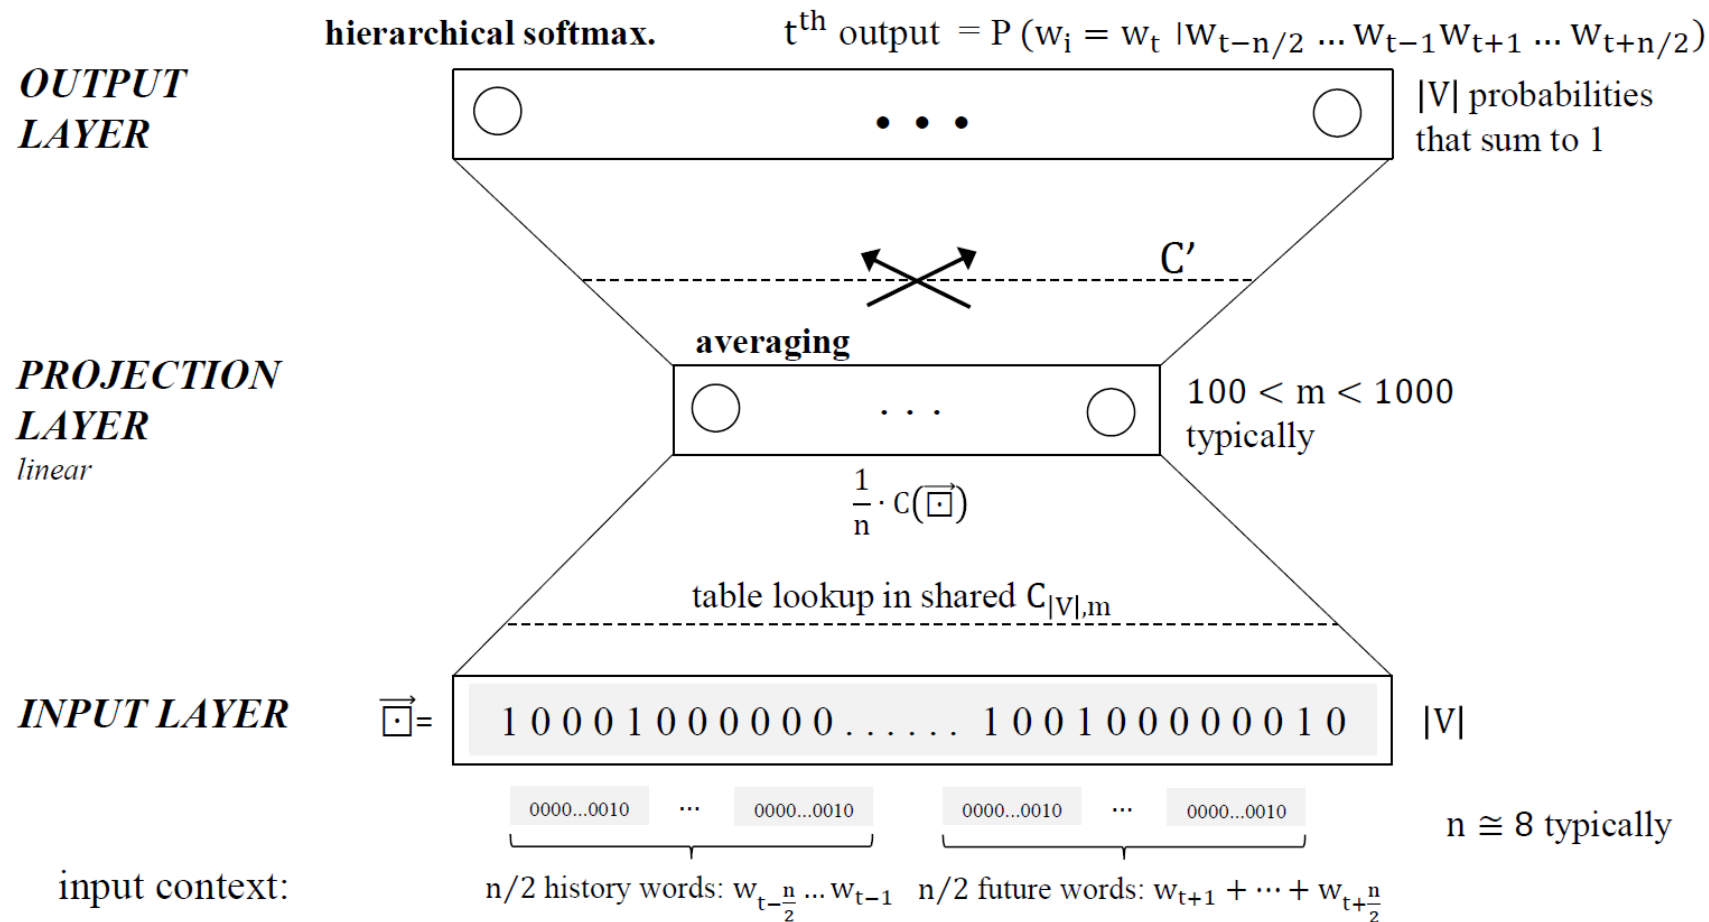 hierarchical softmax. tᵗʰ output = P (wᵢ = wₜ |wₜ₋ₙ/₂ … wₜ₋₁wₜ₊₁ … wₜ₊ₙ/₂)
OUTPUT
LAYER
|V| probabilities
that sum to 1
• • •
C’
averaging
PROJECTION
LAYER
linear
. . .
100 < m < 1000
typically
1/n · C(⊡⃗)
table lookup in shared C|V|,m
INPUT LAYER
⊡⃗=
1 0 0 0 1 0 0 0 0 0 0 . . . . . . 1 0 0 1 0 0 0 0 0 0 1 0
|V|
0000...0010 ... 0000...0010 0000...0010 ... 0000...0010
n ≅ 8 typically
input context: n/2 history words: wₜ₋ₙ/₂ … wₜ₋₁ n/2 future words: wₜ₊₁ + ⋯ + wₜ₊ₙ/₂